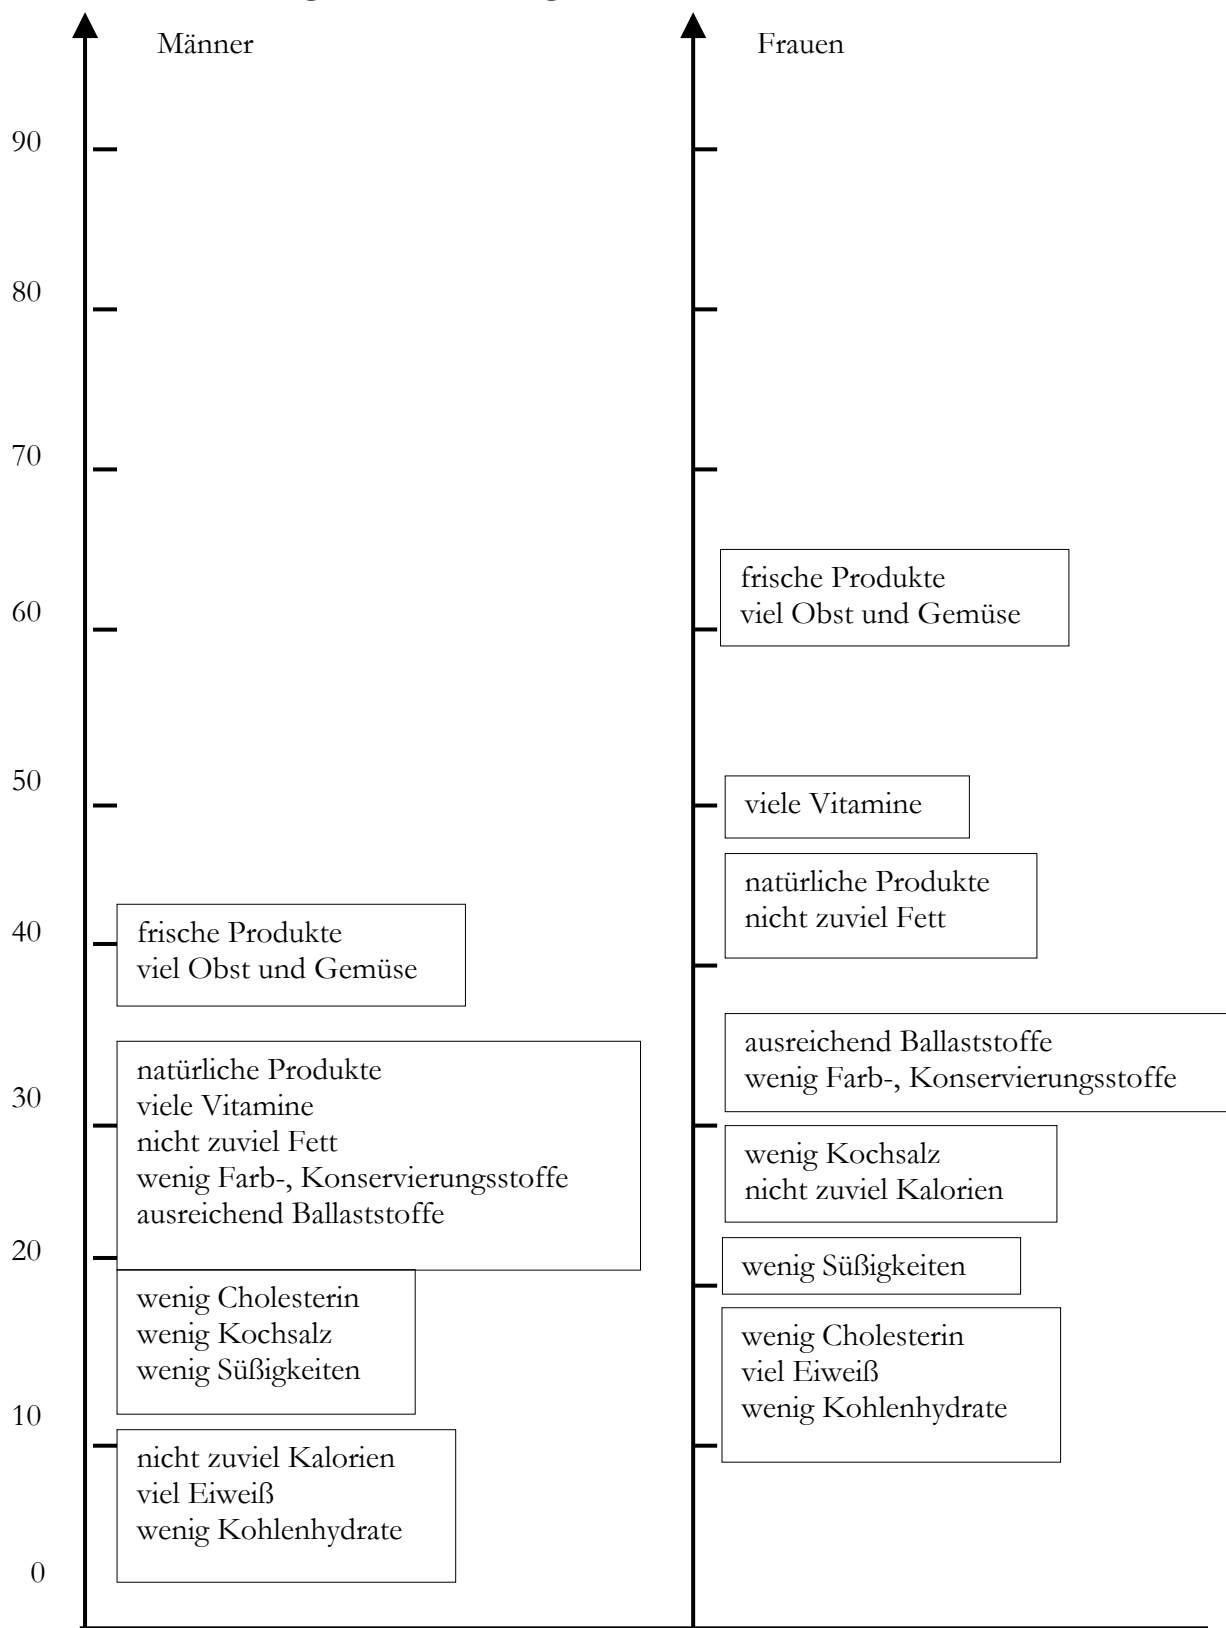 Männer
Frauen
90
80
70
60
50
40
30
20
10
0
frische Produkte
viel Obst und Gemüse
natürliche Produkte
viele Vitamine
nicht zuviel Fett
wenig Farb-, Konservierungsstoffe
ausreichend Ballaststoffe
wenig Cholesterin
wenig Kochsalz
wenig Süßigkeiten
nicht zuviel Kalorien
viel Eiweiß
wenig Kohlenhydrate
frische Produkte
viel Obst und Gemüse
viele Vitamine
natürliche Produkte
nicht zuviel Fett
ausreichend Ballaststoffe
wenig Farb-, Konservierungsstoffe
wenig Kochsalz
nicht zuviel Kalorien
wenig Süßigkeiten
wenig Cholesterin
viel Eiweiß
wenig Kohlenhydrate